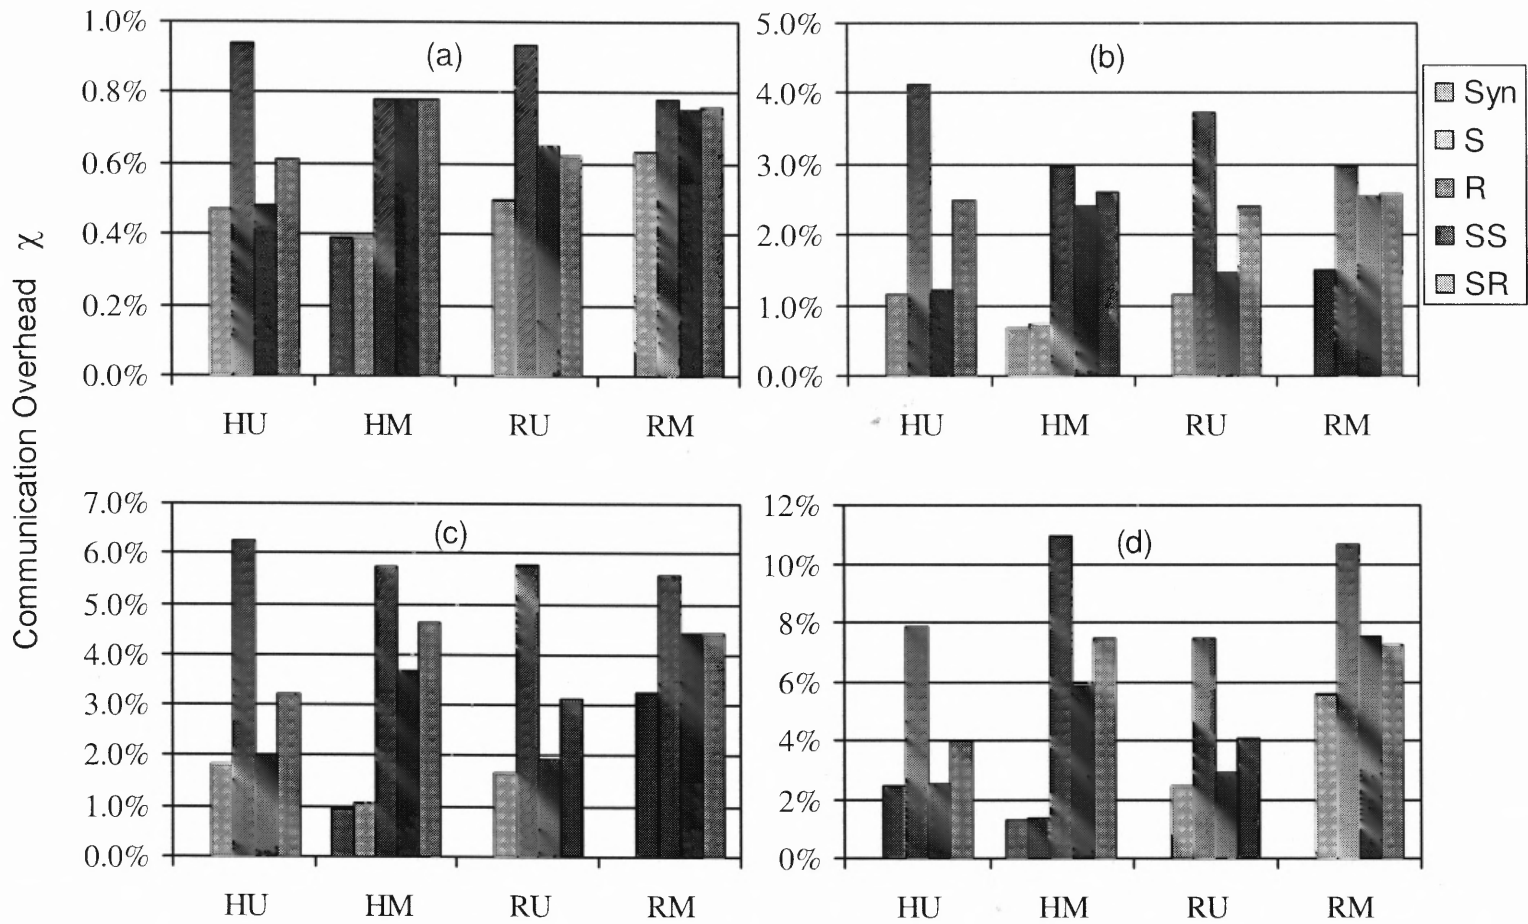 Communication Overhead χ
(a)
1.0%
0.8%
0.6%
0.4%
0.2%
0.0%
HU HM RU RM
(b)
5.0%
4.0%
3.0%
2.0%
1.0%
0.0%
HU HM RU RM
Syn
S
R
SS
SR
(c)
7.0%
6.0%
5.0%
4.0%
3.0%
2.0%
1.0%
0.0%
HU HM RU RM
(d)
12%
10%
8%
6%
4%
2%
0%
HU HM RU RM